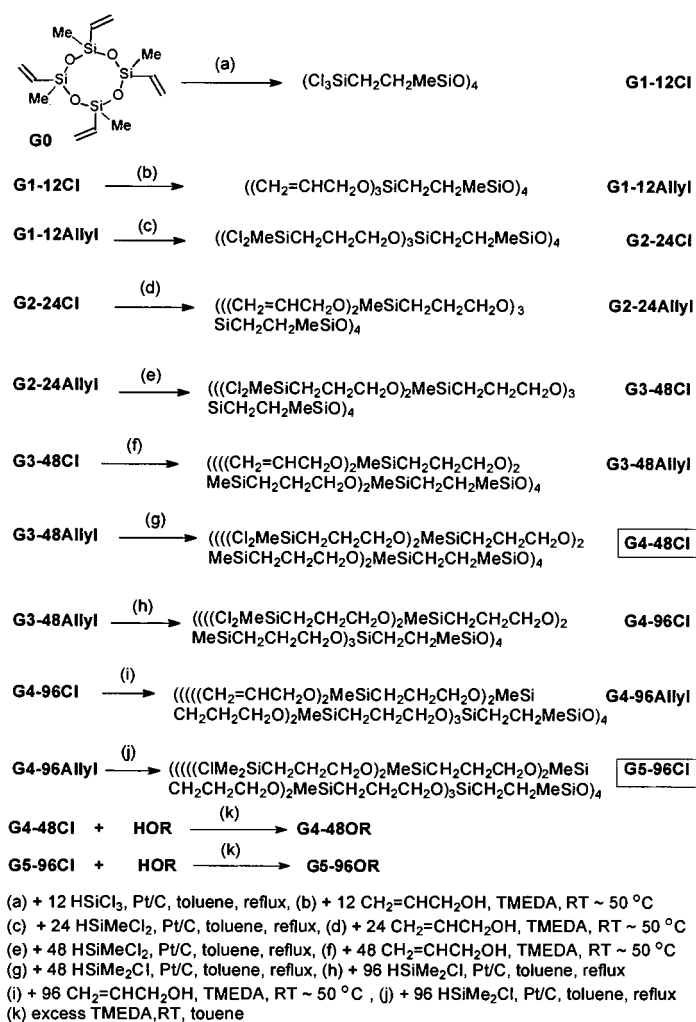 Me Si O Si Me
O O
Si Si
Me O Si O Me
G0
(a) (Cl3SiCH2CH2MeSiO)4 G1-12Cl
G1-12Cl (b) ((CH2=CHCH2O)3SiCH2CH2MeSiO)4 G1-12Allyl
G1-12Allyl (c) ((Cl2MeSiCH2CH2CH2O)3SiCH2CH2MeSiO)4 G2-24Cl
G2-24Cl (d) (((CH2=CHCH2O)2MeSiCH2CH2CH2O)3 G2-24Allyl
SiCH2CH2MeSiO)4
G2-24Allyl (e) (((Cl2MeSiCH2CH2CH2O)2MeSiCH2CH2CH2O)3 G3-48Cl
SiCH2CH2MeSiO)4
G3-48Cl (f) ((((CH2=CHCH2O)2MeSiCH2CH2CH2O)2 G3-48Allyl
MeSiCH2CH2CH2O)2MeSiCH2CH2MeSiO)4
G3-48Allyl (g) ((((Cl2MeSiCH2CH2CH2O)2MeSiCH2CH2CH2O)2 G4-48Cl
MeSiCH2CH2CH2O)2MeSiCH2CH2MeSiO)4
G3-48Allyl (h) ((((Cl2MeSiCH2CH2CH2O)2MeSiCH2CH2CH2O)2 G4-96Cl
MeSiCH2CH2CH2O)3SiCH2CH2MeSiO)4
G4-96Cl (i) (((((CH2=CHCH2O)2MeSiCH2CH2CH2O)2MeSi G4-96Allyl
CH2CH2CH2O)2MeSiCH2CH2CH2O)3SiCH2CH2MeSiO)4
G4-96Allyl (j) (((((ClMe2SiCH2CH2CH2O)2MeSiCH2CH2CH2O)2MeSi G5-96Cl
CH2CH2CH2O)2MeSiCH2CH2CH2O)3SiCH2CH2MeSiO)4
G4-48Cl + HOR (k) G4-48OR
G5-96Cl + HOR (k) G5-96OR
(a) + 12 HSiCl3, Pt/C, toluene, reflux, (b) + 12 CH2=CHCH2OH, TMEDA, RT ~ 50 °C
(c) + 24 HSiMeCl2, Pt/C, toluene, reflux, (d) + 24 CH2=CHCH2OH, TMEDA, RT ~ 50 °C
(e) + 48 HSiMeCl2, Pt/C, toluene, reflux, (f) + 48 CH2=CHCH2OH, TMEDA, RT ~ 50 °C
(g) + 48 HSiMe2Cl, Pt/C, toluene, reflux, (h) + 96 HSiMe2Cl, Pt/C, toluene, reflux
(i) + 96 CH2=CHCH2OH, TMEDA, RT ~ 50 °C , (j) + 96 HSiMe2Cl, Pt/C, toluene, reflux
(k) excess TMEDA,RT, touene